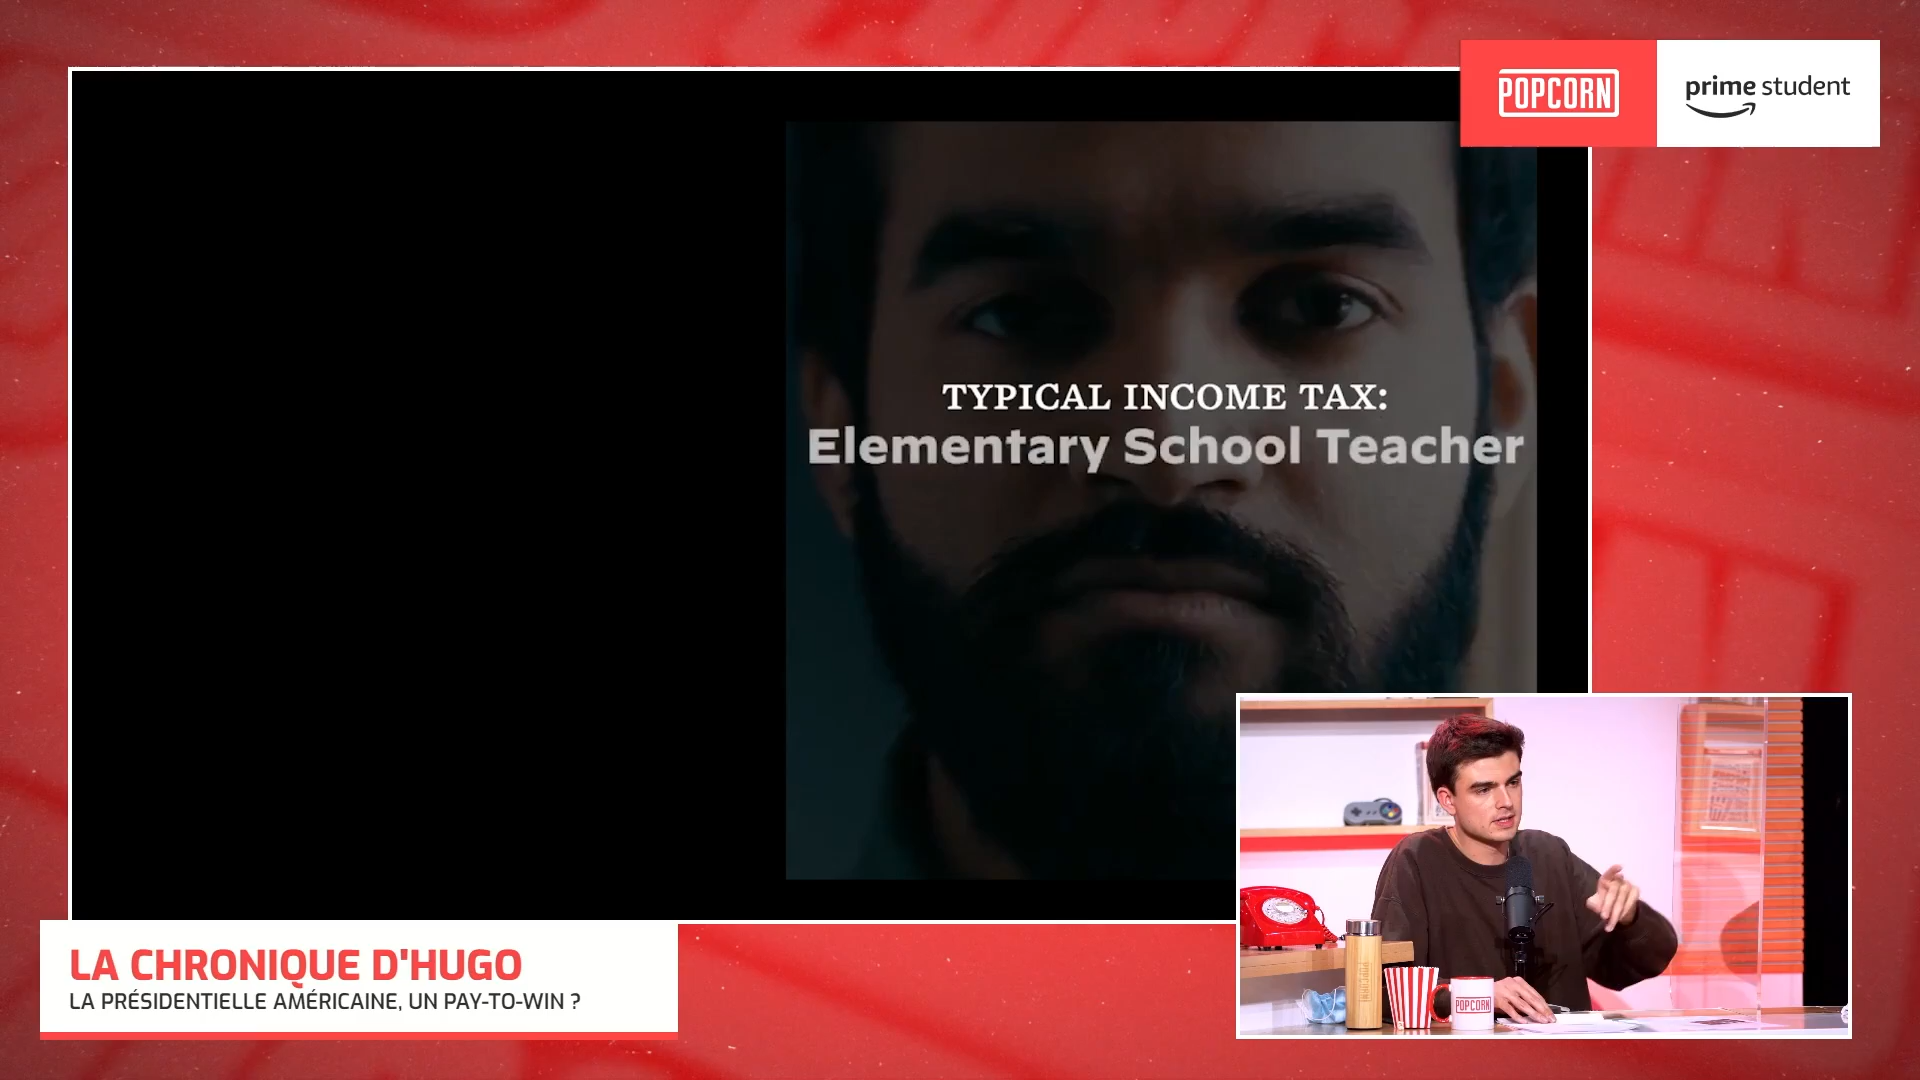 POPCORN
prime student
TYPICAL INCOME TAX:
Elementary School Teacher
POPCORN
POPCORN
LA CHRONIQUE D'HUGO
LA PRÉSIDENTIELLE AMÉRICAINE, UN PAY-TO-WIN ?